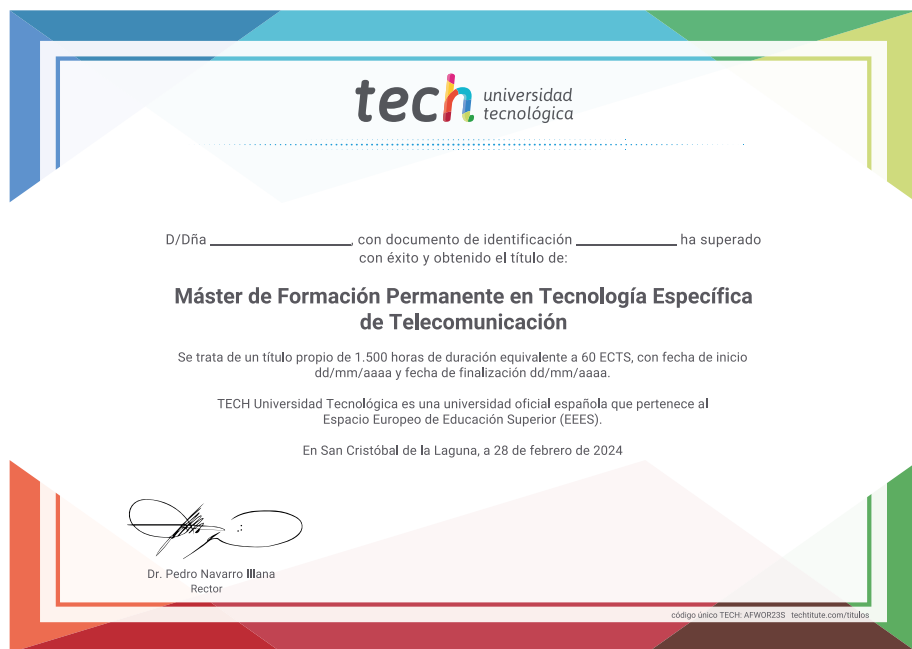 tech universidad
tecnológica
D/Dña ____________________, con documento de identificación ______________ ha superado
con éxito y obtenido el título de:
Máster de Formación Permanente en Tecnología Específica
de Telecomunicación
Se trata de un título propio de 1.500 horas de duración equivalente a 60 ECTS, con fecha de inicio
dd/mm/aaaa y fecha de finalización dd/mm/aaaa.
TECH Universidad Tecnológica es una universidad oficial española que pertenece al
Espacio Europeo de Educación Superior (EEES).
En San Cristóbal de la Laguna, a 28 de febrero de 2024
Dr. Pedro Navarro Illana
Rector
código único TECH: AFWOR23S techtitute.com/titulos